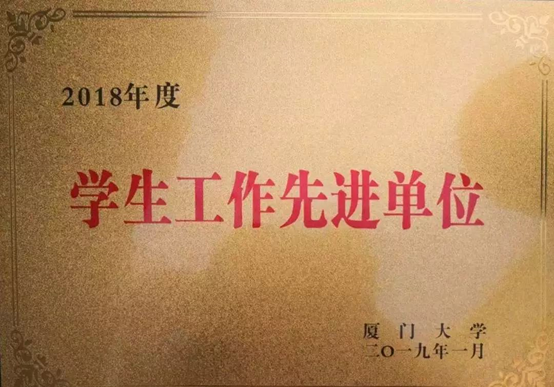 2018年度
学生工作先进单位
厦门大学
二〇一九年一月